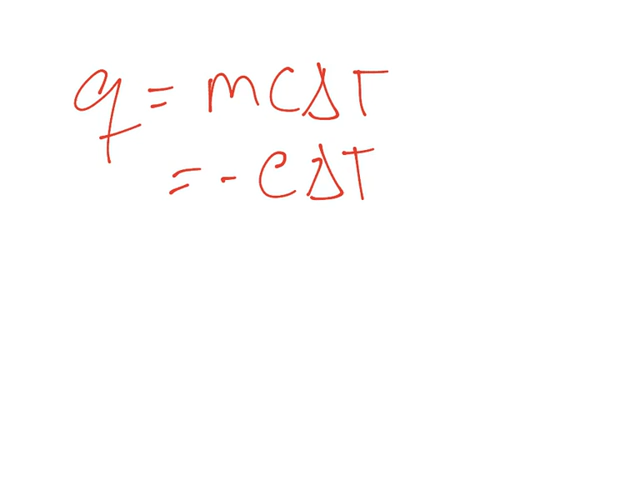 q = mCΔT
= - CΔT